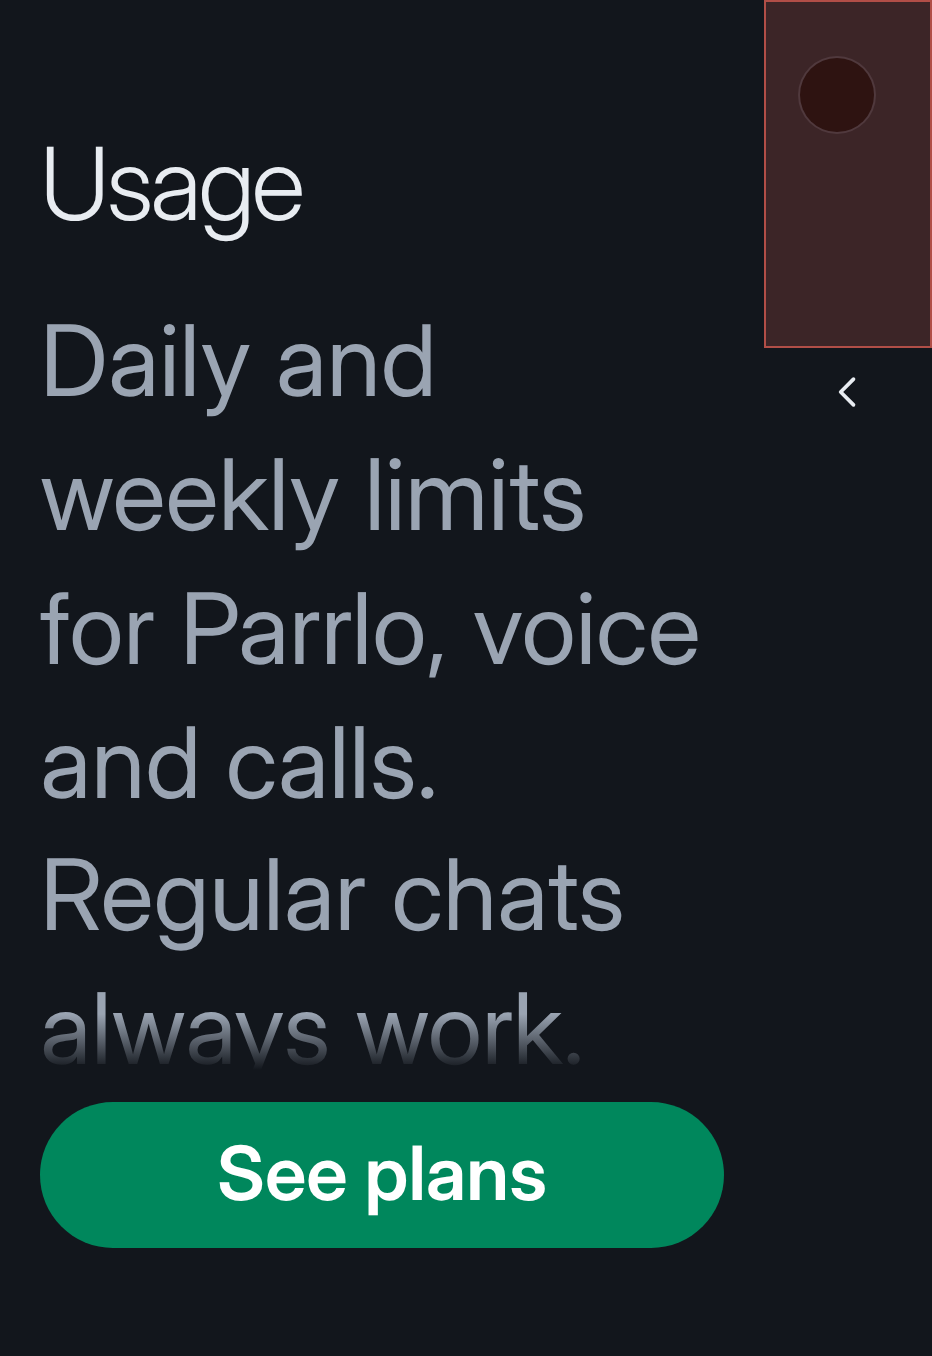 Usage
Daily and
weekly limits
for Parrlo, voice
and calls.
Regular chats
always work.
See plans